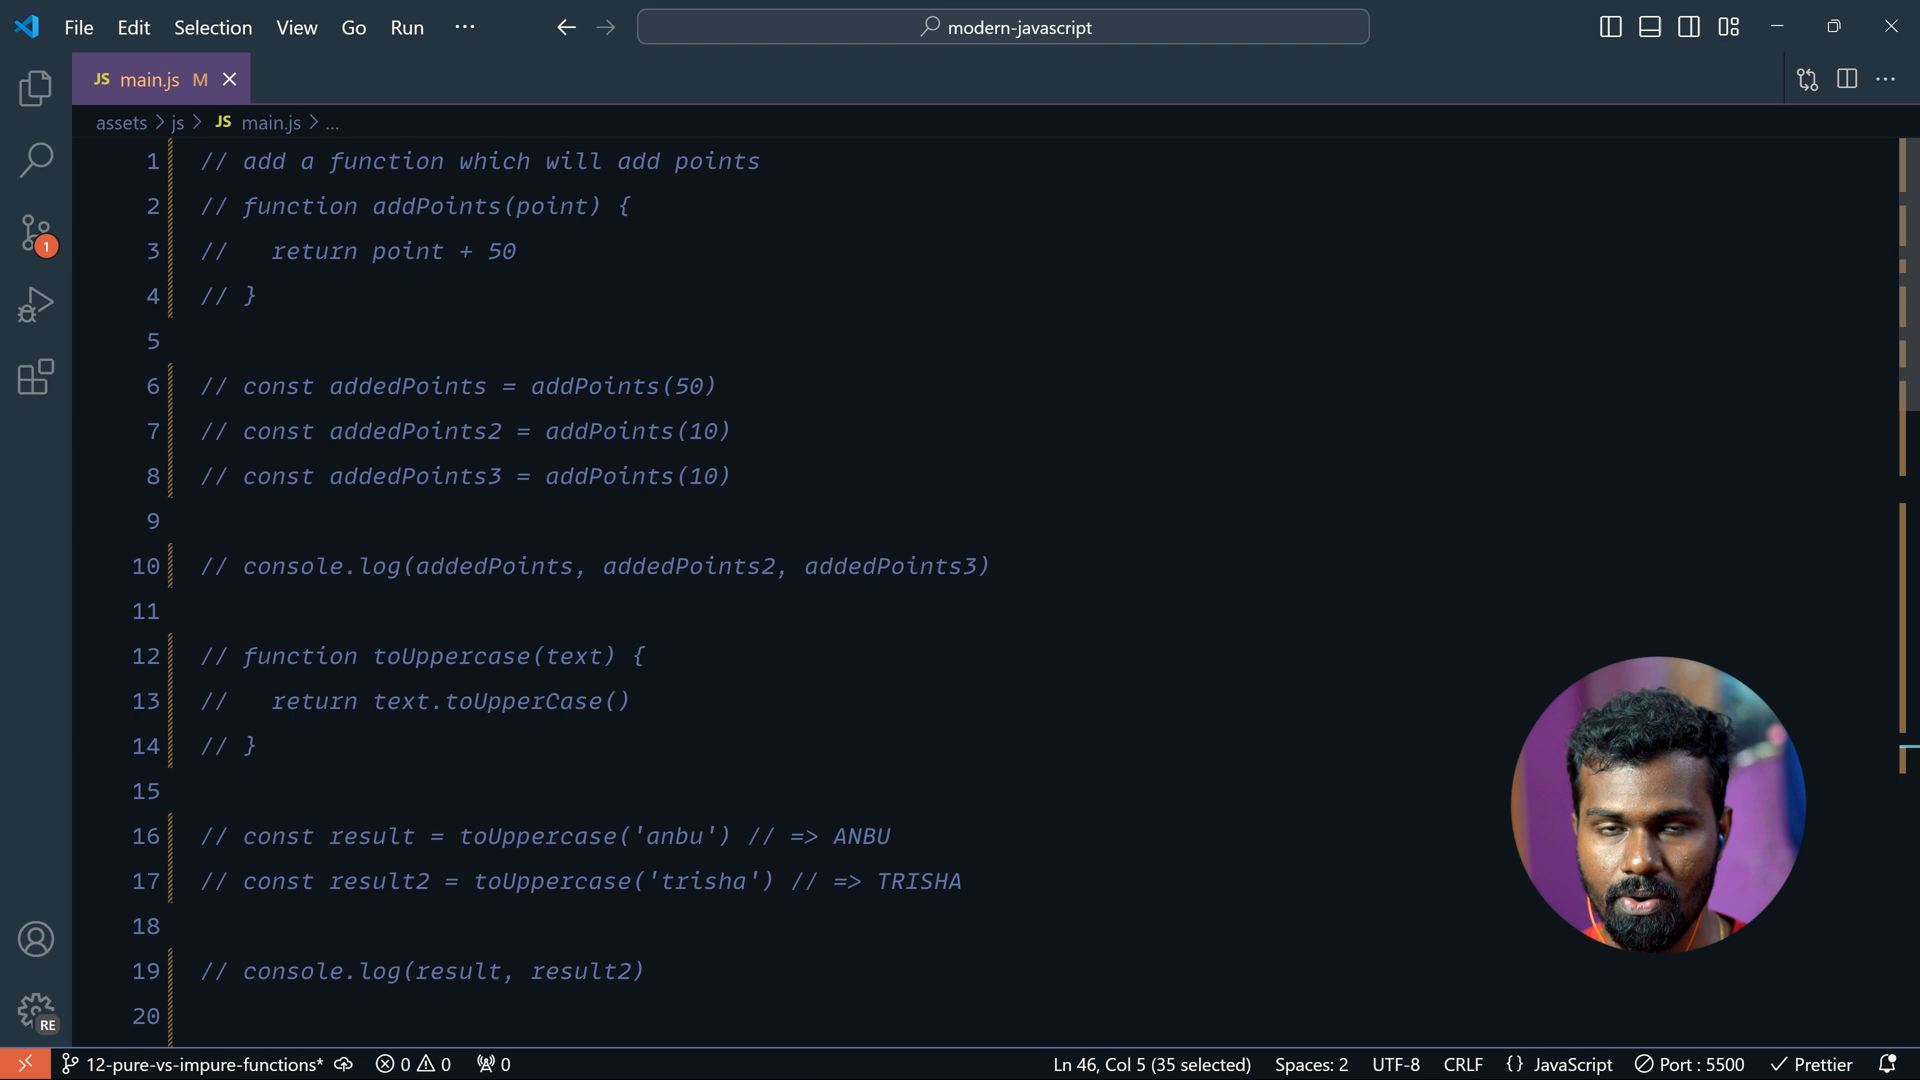 File Edit Selection View Go Run ··· modern-javascript
JS main.js M
assets > js > JS main.js > ...
1 // add a function which will add points
2 // function addPoints(point) {
3 //   return point + 50
4 // }
5
6 // const addedPoints = addPoints(50)
7 // const addedPoints2 = addPoints(10)
8 // const addedPoints3 = addPoints(10)
9
10 // console.log(addedPoints, addedPoints2, addedPoints3)
11
12 // function toUppercase(text) {
13 //   return text.toUpperCase()
14 // }
15
16 // const result = toUppercase('anbu') // => ANBU
17 // const result2 = toUppercase('trisha') // => TRISHA
18
19 // console.log(result, result2)
20
1
RE
12-pure-vs-impure-functions* 0 0 0 Ln 46, Col 5 (35 selected) Spaces: 2 UTF-8 CRLF {} JavaScript Port : 5500 Prettier